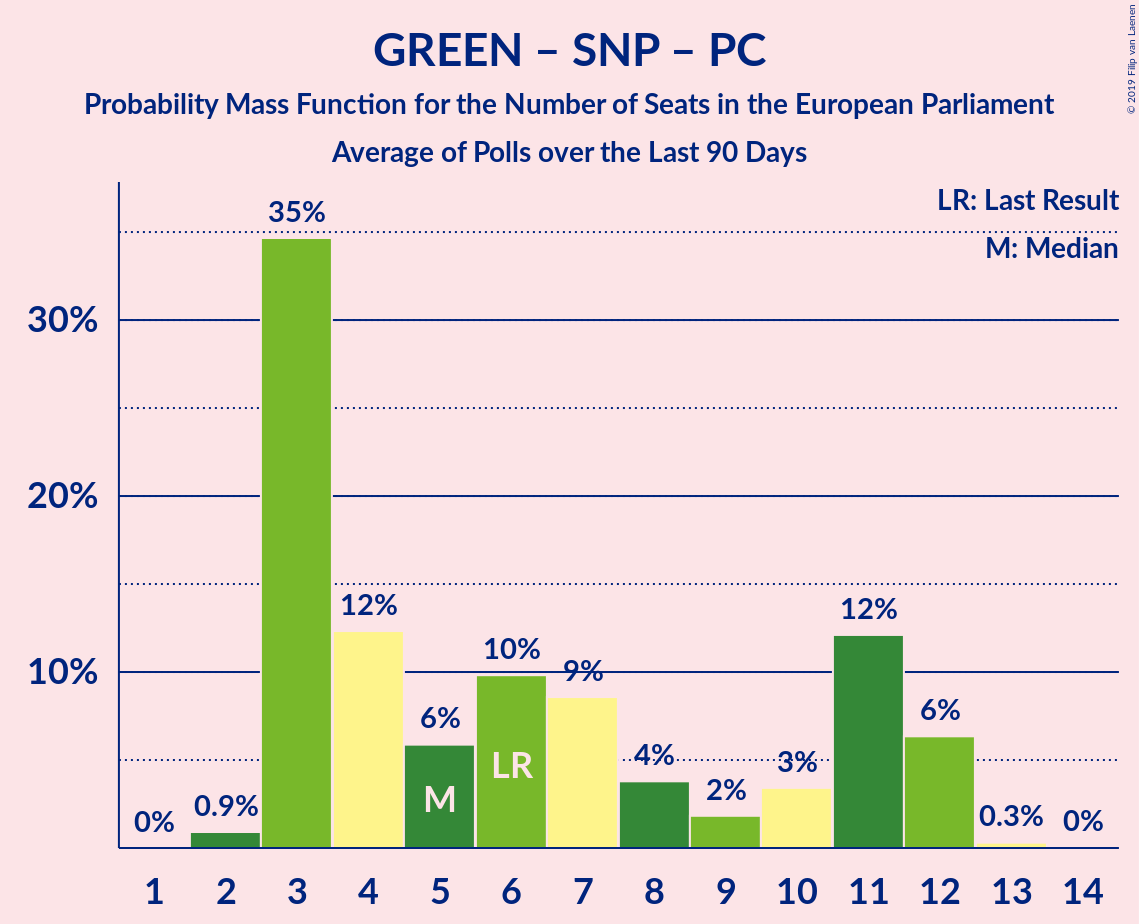 GREEN – SNP – PC
Probability Mass Function for the Number of Seats in the European Parliament
Average of Polls over the Last 90 Days
© 2019 Filip van Laenen
LR: Last Result
M: Median
35%
30%
20%
12%
12%
10%
9%
10%
6%
6%
LR
4%
3%
M
2%
0.9%
0.3%
0%
0%
1 2 3 4 5 6 7 8 9 10 11 12 13 14